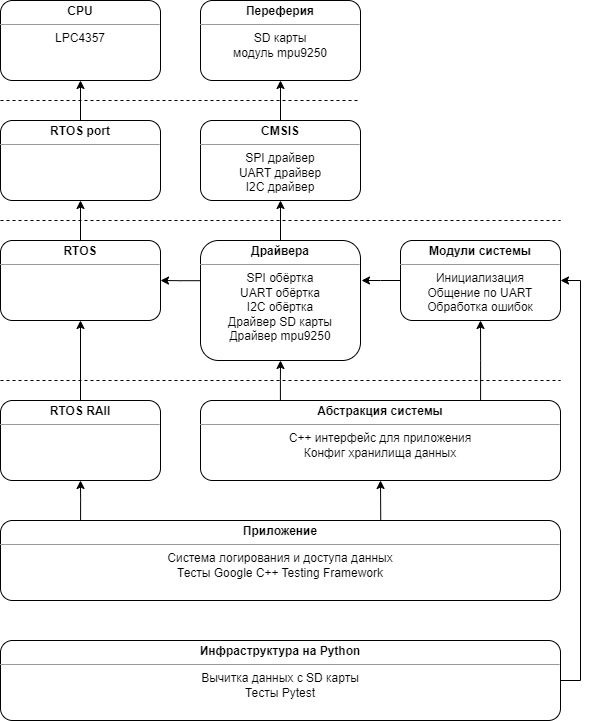 CPU
LPC4357
Переферия
SD карты
модуль mpu9250
RTOS port
CMSIS
SPI драйвер
UART драйвер
I2C драйвер
RTOS
Драйвера
SPI обёртка
UART обёртка
I2C обёртка
Драйвер SD карты
Драйвер mpu9250
Модули системы
Инициализация
Общение по UART
Обработка ошибок
RTOS RAII
Абстракция системы
C++ интерфейс для приложения
Конфиг хранилища данных
Приложение
Система логирования и доступа данных
Тесты Google C++ Testing Framework
Инфраструктура на Python
Вычитка данных с SD карты
Тесты Pytest